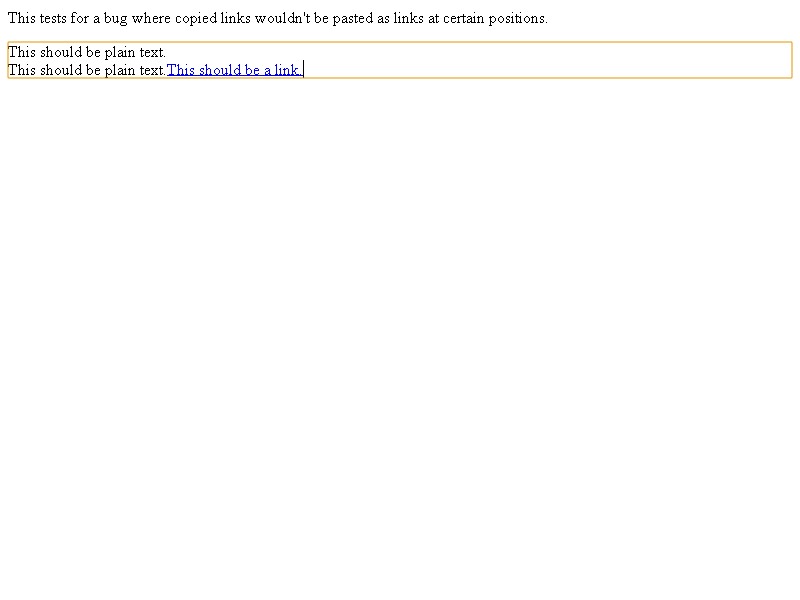 This tests for a bug where copied links wouldn't be pasted as links at certain positions.
This should be plain text.
This should be plain text.This should be a link.